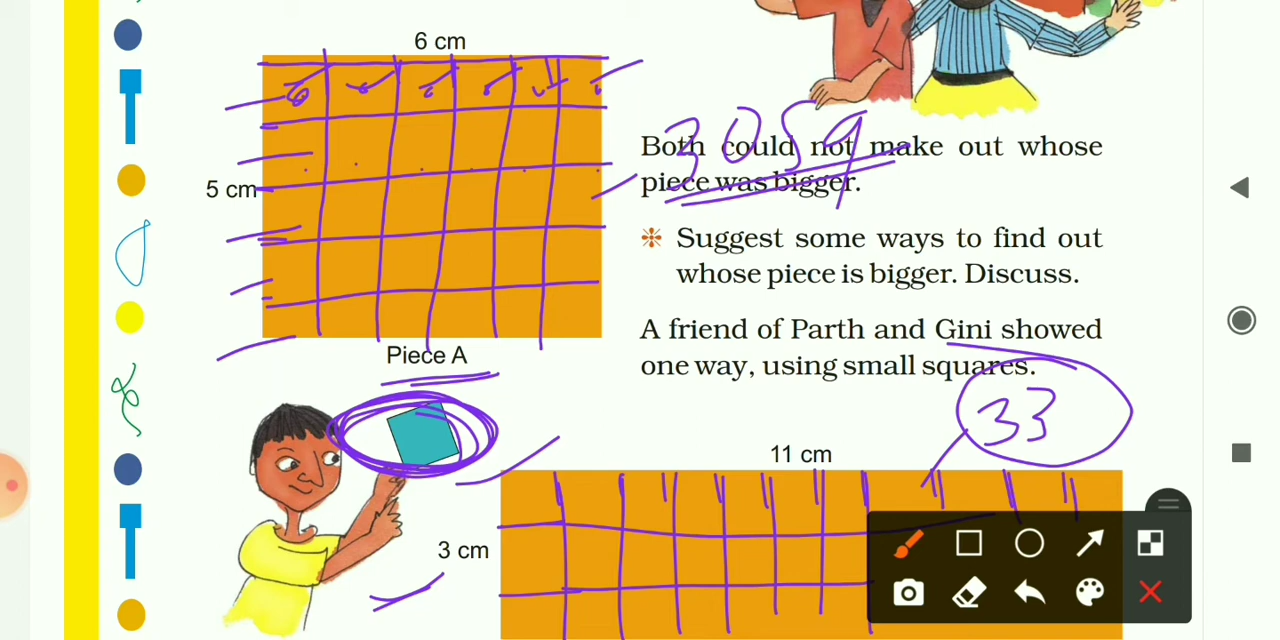 6 cm
5 cm
Both could not make out whose
piece was bigger.
Suggest some ways to find out
whose piece is bigger. Discuss.
A friend of Parth and Gini showed
one way, using small squares.
Piece A
33
11 cm
3 cm